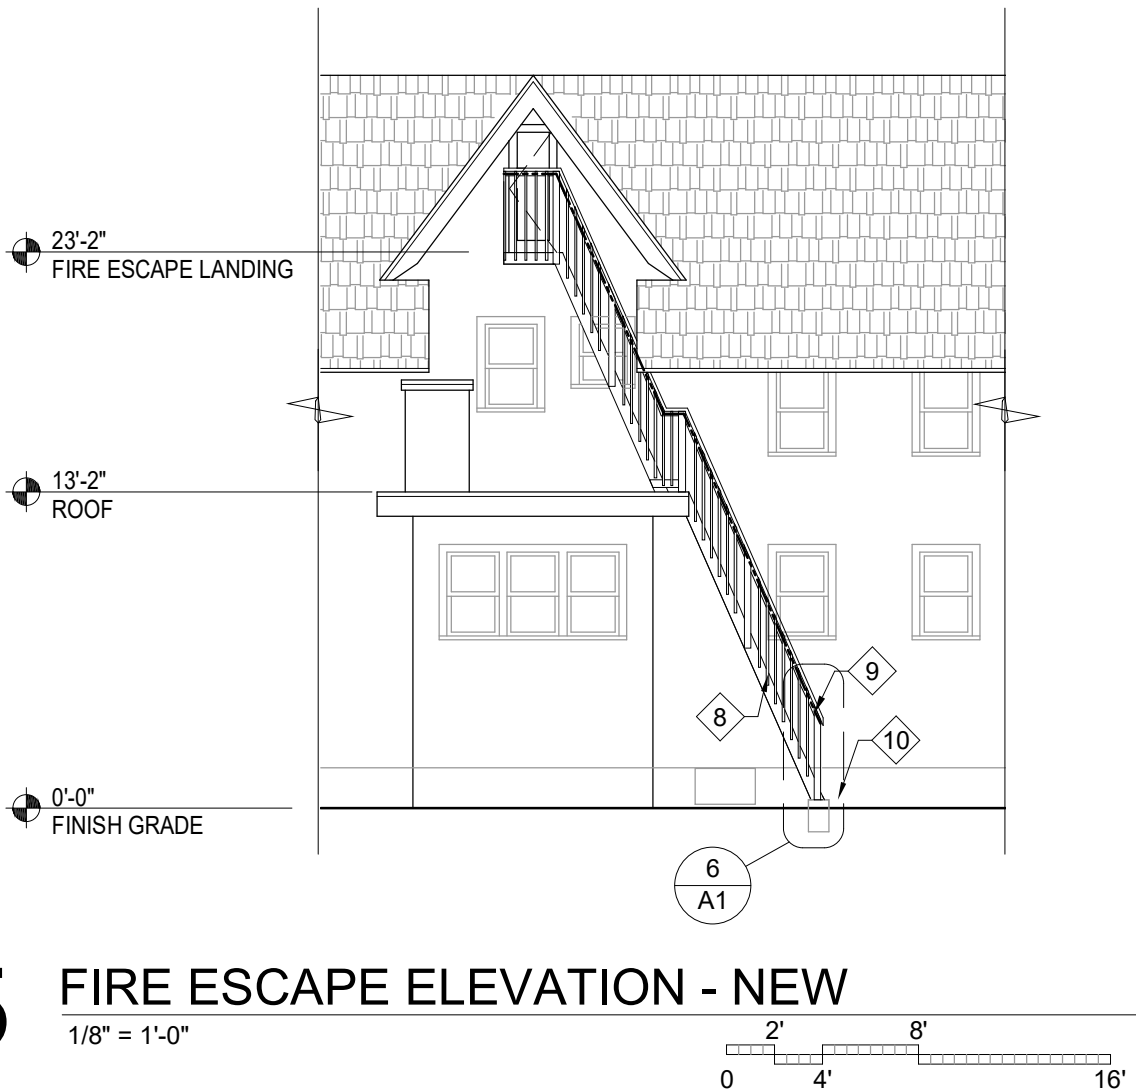 23'-2"
FIRE ESCAPE LANDING
13'-2"
ROOF
9
8
10
0'-0"
FINISH GRADE
6
A1
FIRE ESCAPE ELEVATION - NEW
1/8" = 1'-0"
2' 8'
0 4' 16'